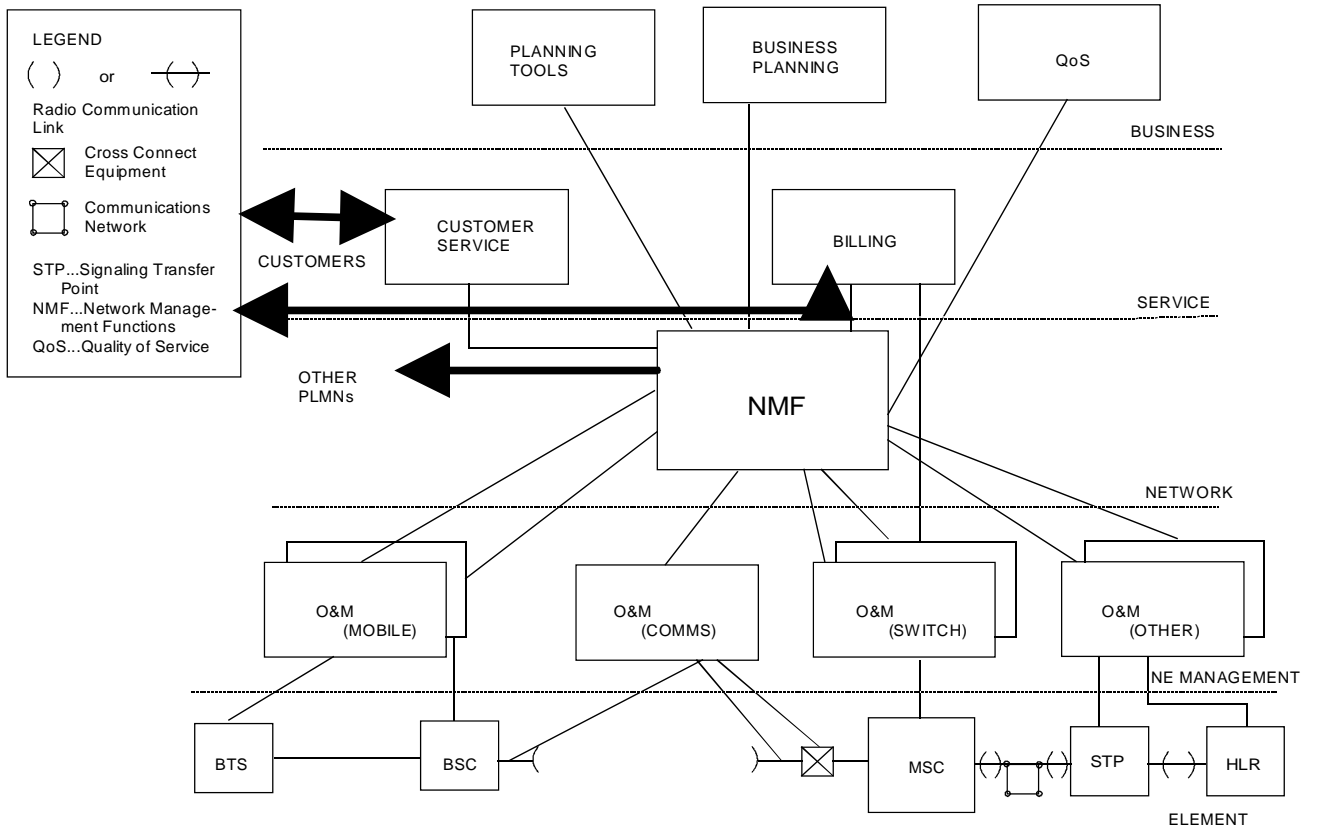 LEGEND
or
Radio Communication
Link
Cross Connect
Equipment
Communications
Network
STP...Signaling Transfer
Point
NMF...Network Manage-
ment Functions
QoS...Quality of Service
PLANNING
TOOLS
BUSINESS
PLANNING
QoS
BUSINESS
CUSTOMER
SERVICE
BILLING
CUSTOMERS
SERVICE
OTHER
PLMNs
NMF
NETWORK
O&M
(MOBILE)
O&M
(COMMS)
O&M
(SWITCH)
O&M
(OTHER)
NE MANAGEMENT
BTS
BSC
MSC
STP
HLR
ELEMENT